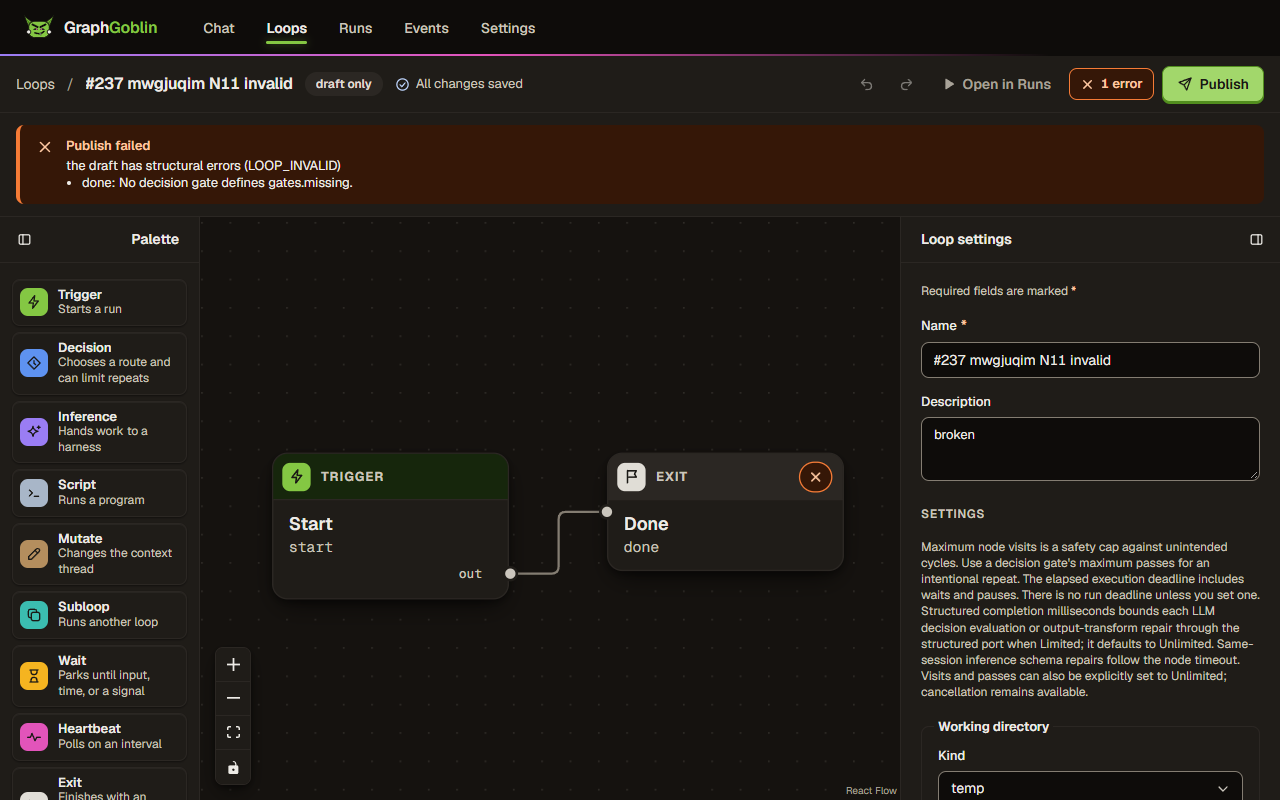 GraphGoblin
Chat
Loops
Runs
Events
Settings
Loops / #237 mwgjuqim N11 invalid
draft only
All changes saved
Open in Runs
1 error
Publish
Publish failed
the draft has structural errors (LOOP_INVALID)
• done: No decision gate defines gates.missing.
Palette
Trigger
Starts a run
Decision
Chooses a route and
can limit repeats
Inference
Hands work to a
harness
Script
Runs a program
Mutate
Changes the context
thread
Subloop
Runs another loop
Wait
Parks until input,
time, or a signal
Heartbeat
Polls on an interval
Exit
Finishes with an
TRIGGER
Start
start
out
EXIT
Done
done
React Flow
Loop settings
Required fields are marked *
Name *
#237 mwgjuqim N11 invalid
Description
broken
SETTINGS
Maximum node visits is a safety cap against unintended
cycles. Use a decision gate's maximum passes for an
intentional repeat. The elapsed execution deadline includes
waits and pauses. There is no run deadline unless you set one.
Structured completion milliseconds bounds each LLM
decision evaluation or output-transform repair through the
structured port when Limited; it defaults to Unlimited. Same-
session inference schema repairs follow the node timeout.
Visits and passes can also be explicitly set to Unlimited;
cancellation remains available.
Working directory
Kind
temp